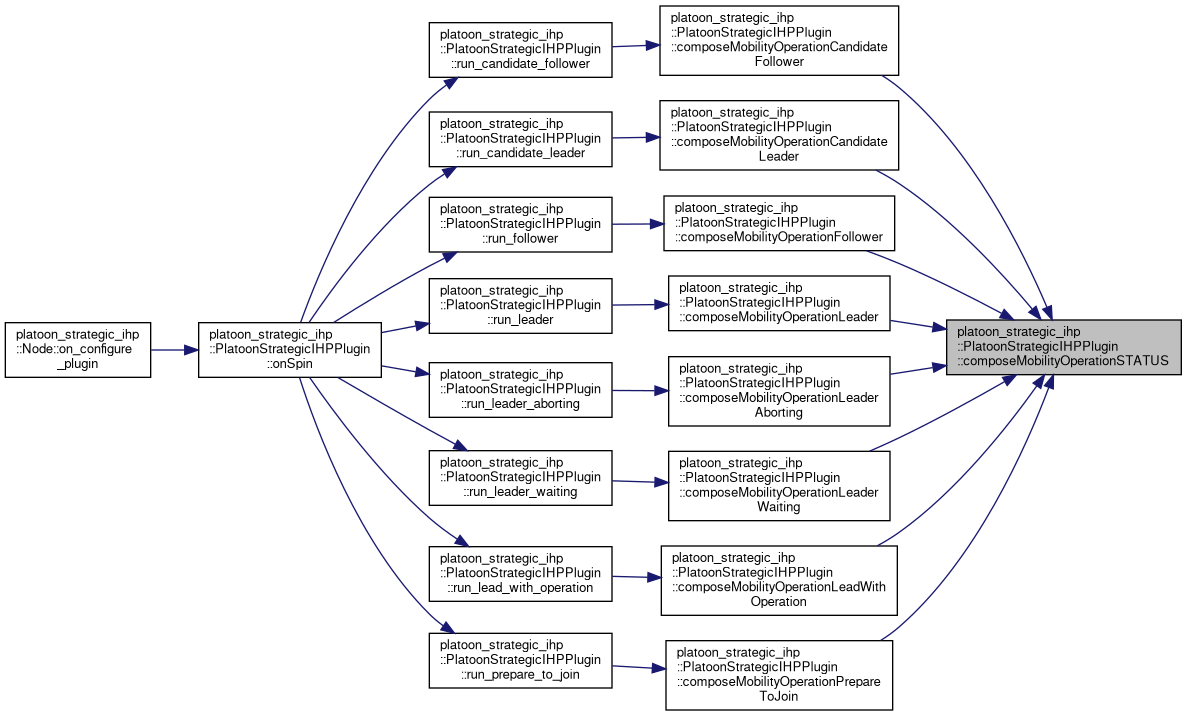 platoon_strategic_ihp
::PlatoonStrategicIHPPlugin
::composeMobilityOperationCandidate
Follower
platoon_strategic_ihp
::PlatoonStrategicIHPPlugin
::run_candidate_follower
platoon_strategic_ihp
::PlatoonStrategicIHPPlugin
::composeMobilityOperationCandidate
Leader
platoon_strategic_ihp
::PlatoonStrategicIHPPlugin
::run_candidate_leader
platoon_strategic_ihp
::PlatoonStrategicIHPPlugin
::composeMobilityOperationFollower
platoon_strategic_ihp
::PlatoonStrategicIHPPlugin
::run_follower
platoon_strategic_ihp
::PlatoonStrategicIHPPlugin
::composeMobilityOperationLeader
platoon_strategic_ihp
::PlatoonStrategicIHPPlugin
::run_leader
platoon_strategic_ihp
::Node::on_configure
_plugin
platoon_strategic_ihp
::PlatoonStrategicIHPPlugin
::onSpin
platoon_strategic_ihp
::PlatoonStrategicIHPPlugin
::composeMobilityOperationSTATUS
platoon_strategic_ihp
::PlatoonStrategicIHPPlugin
::run_leader_aborting
platoon_strategic_ihp
::PlatoonStrategicIHPPlugin
::composeMobilityOperationLeader
Aborting
platoon_strategic_ihp
::PlatoonStrategicIHPPlugin
::run_leader_waiting
platoon_strategic_ihp
::PlatoonStrategicIHPPlugin
::composeMobilityOperationLeader
Waiting
platoon_strategic_ihp
::PlatoonStrategicIHPPlugin
::run_lead_with_operation
platoon_strategic_ihp
::PlatoonStrategicIHPPlugin
::composeMobilityOperationLeadWith
Operation
platoon_strategic_ihp
::PlatoonStrategicIHPPlugin
::run_prepare_to_join
platoon_strategic_ihp
::PlatoonStrategicIHPPlugin
::composeMobilityOperationPrepare
ToJoin